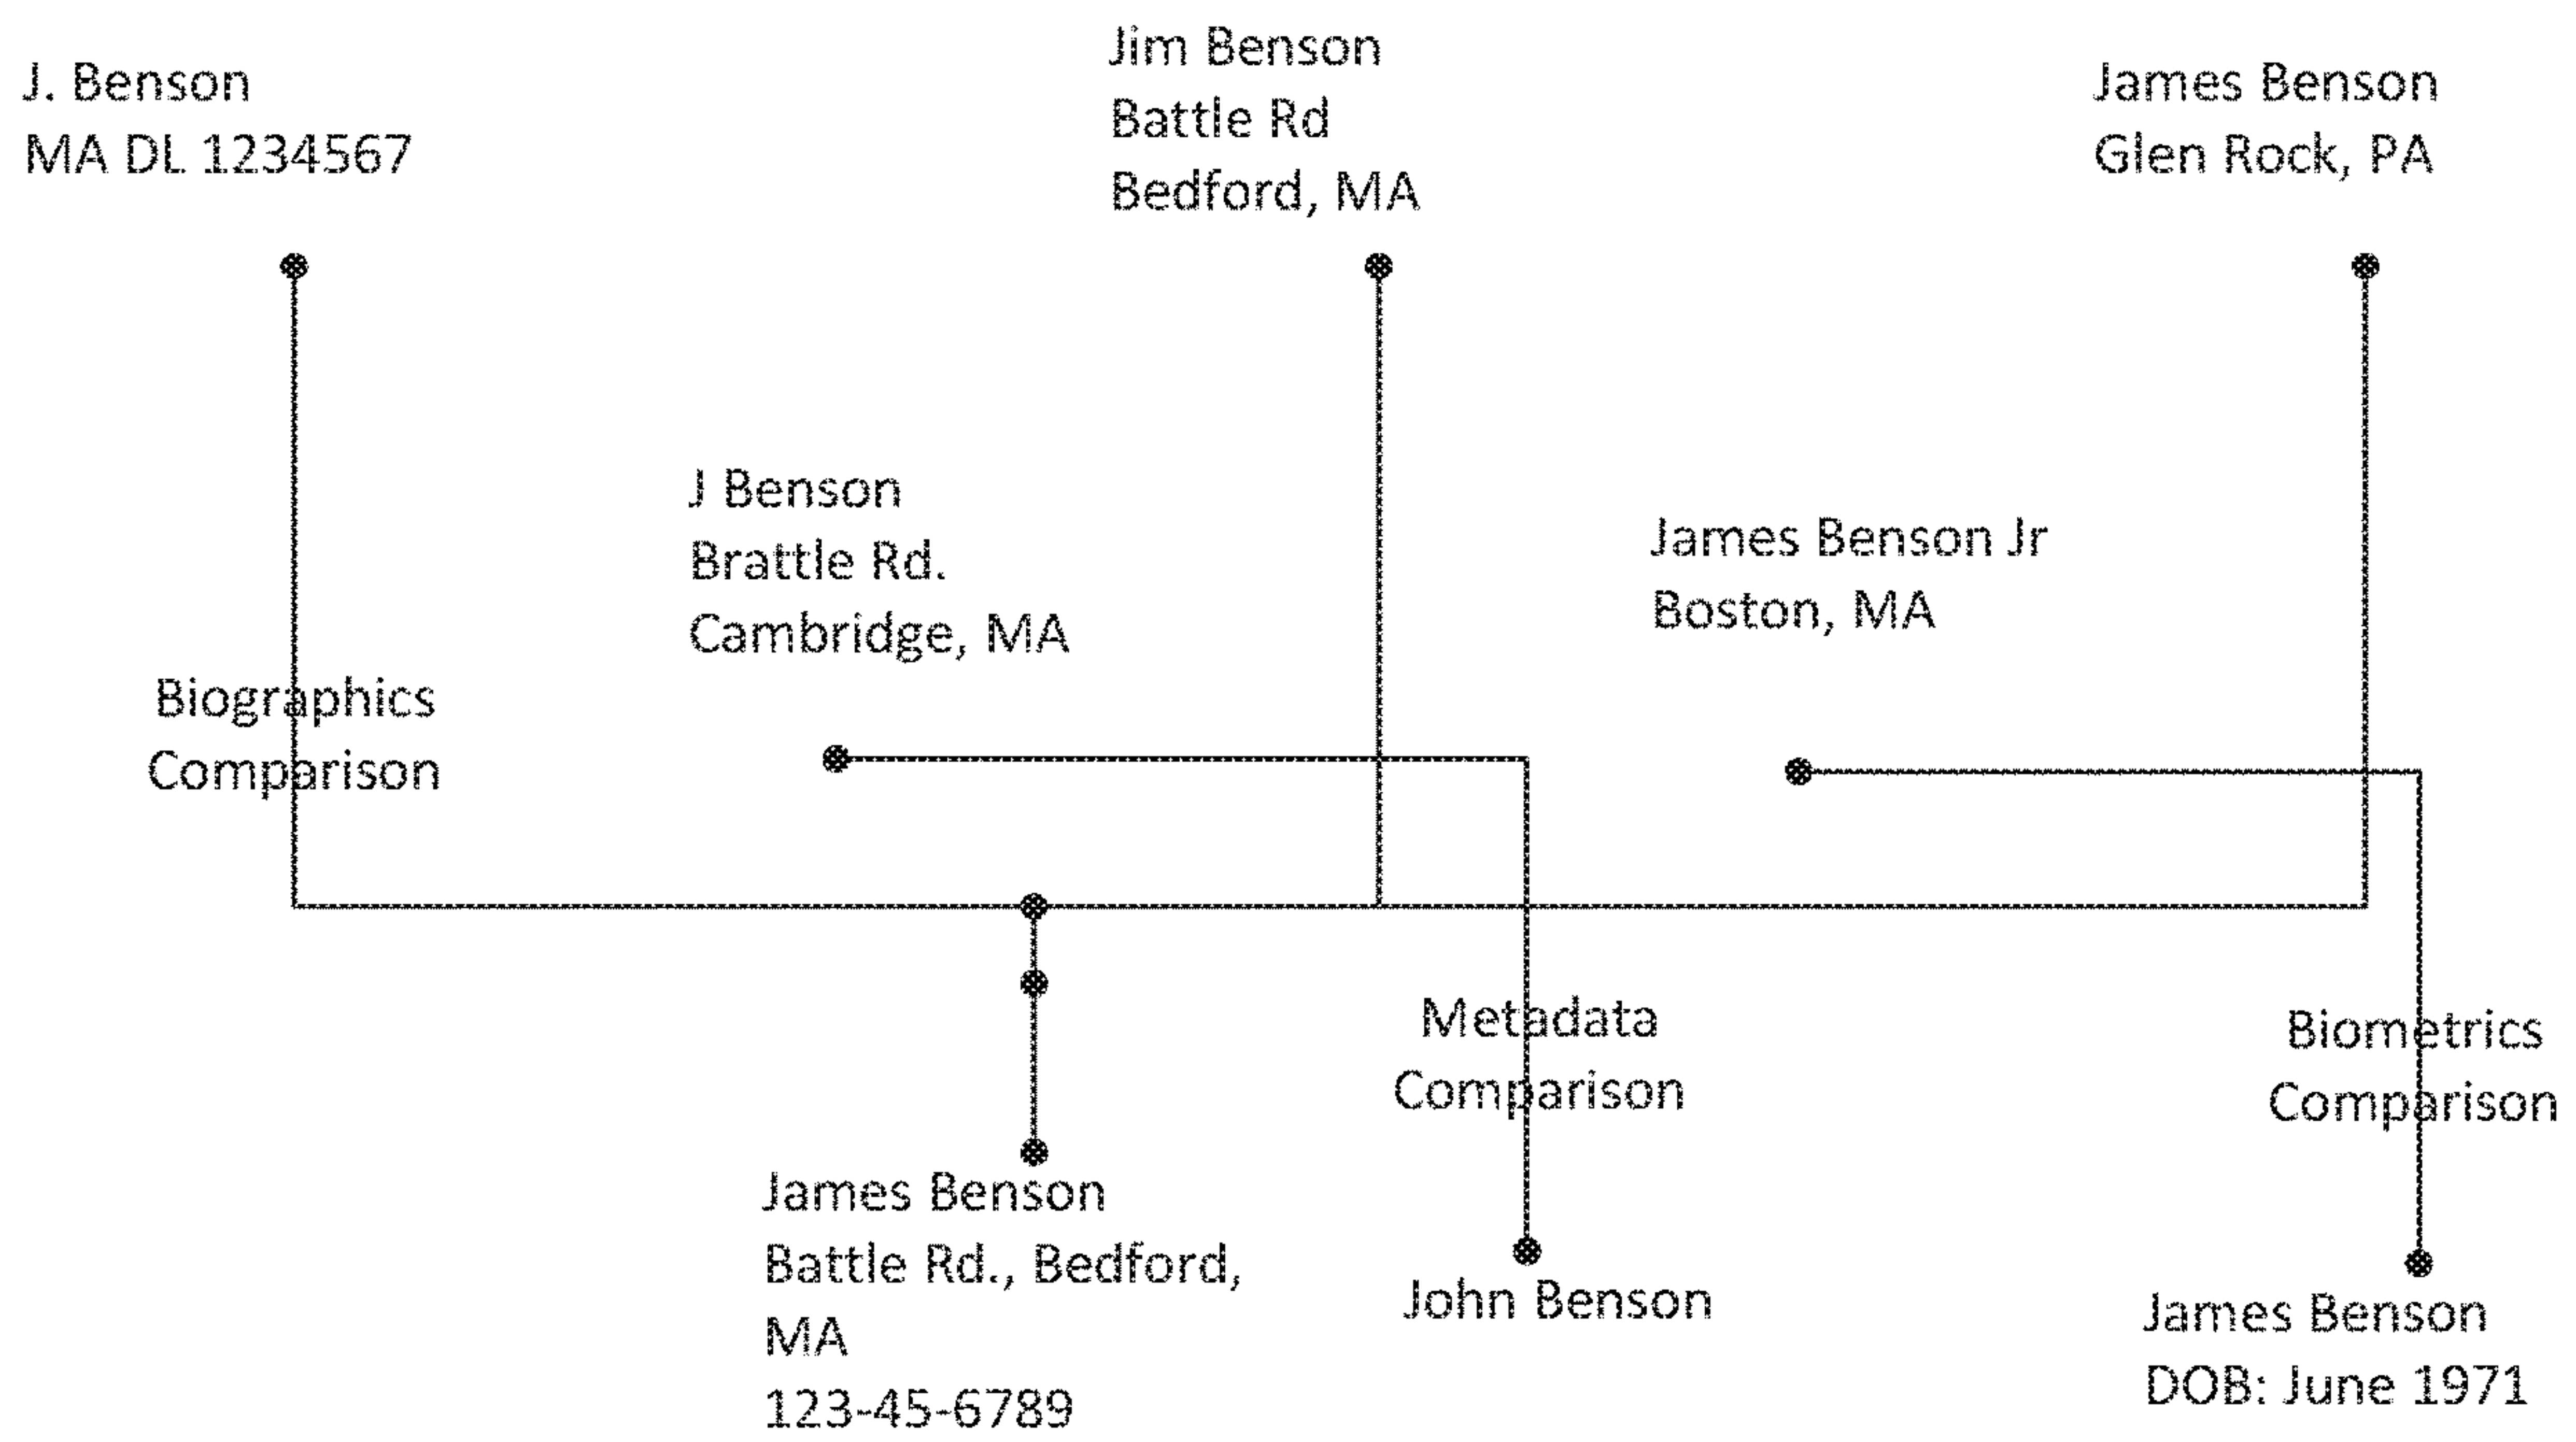 J. Benson
MA DL 1234567
Jim Benson
Battle Rd
Bedford, MA
James Benson
Glen Rock, PA
J Benson
Brattle Rd.
Cambridge, MA
James Benson Jr
Boston, MA
Biographics
Comparison
Metadata
Comparison
Biometrics
Comparison
James Benson
Battle Rd., Bedford,
MA
123-45-6789
John Benson
James Benson
DOB: June 1971